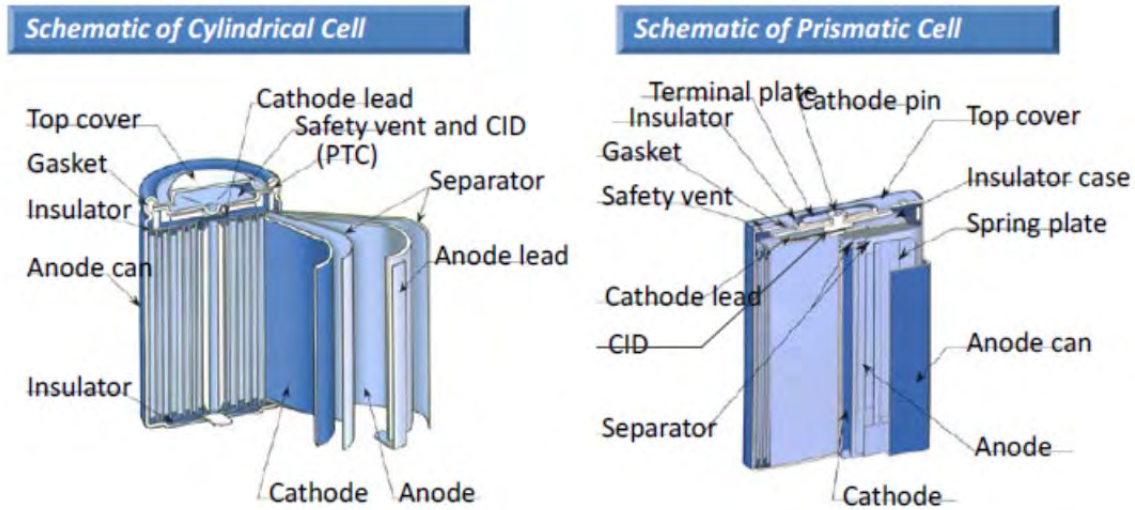 Schematic of Cylindrical Cell
Cathode lead
Top cover
Safety vent and CID
(PTC)
Gasket
Separator
Insulator
Anode lead
Anode can
Insulator
Cathode
Anode
Schematic of Prismatic Cell
Terminal plate
Cathode pin
Insulator
Top cover
Gasket
Insulator case
Safety vent
Spring plate
Cathode lead
CID
Anode can
Separator
Anode
Cathode